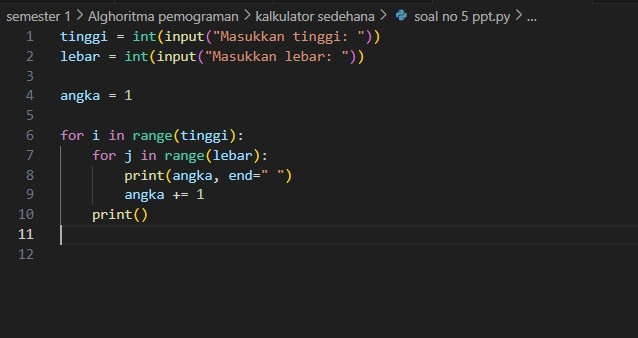 semester 1 > Alghoritma pemograman > kalkulator sedehana > soal no 5 ppt.py > ...
1 tinggi = int(input("Masukkan tinggi: "))
2 lebar = int(input("Masukkan lebar: "))
3
4 angka = 1
5
6 for i in range(tinggi):
7     for j in range(lebar):
8         print(angka, end=" ")
9         angka += 1
10     print()
11
12